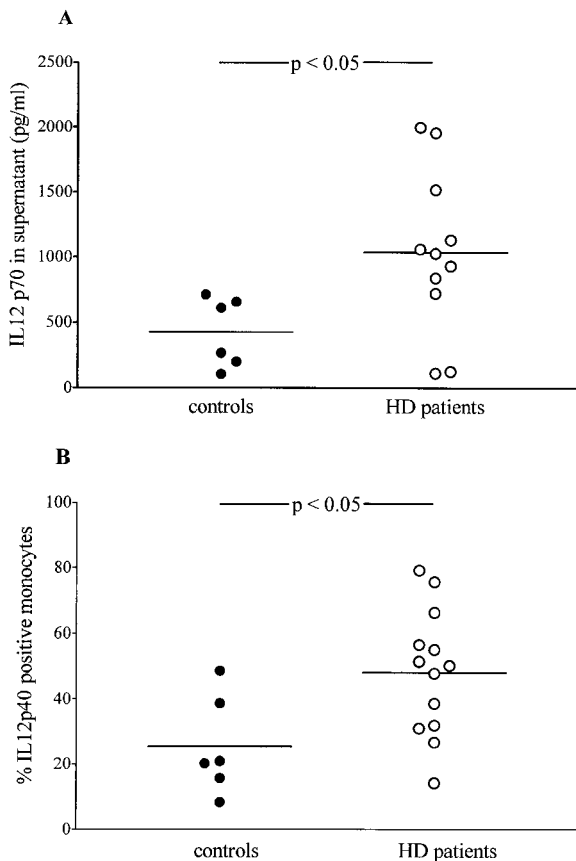 A
p < 0.05
2500
2000
1500
1000
500
0
IL12 p70 in supernatant (pg/ml)
controls HD patients
B
p < 0.05
100
80
60
40
20
0
% IL12p40 positive monocytes
controls HD patients